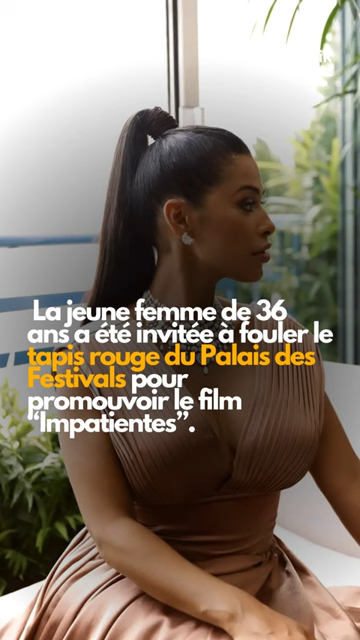 La jeune femme de 36
ans a été invitée à fouler le
tapis rouge du Palais des
Festivals pour
promouvoir le film
“Impatientes”.